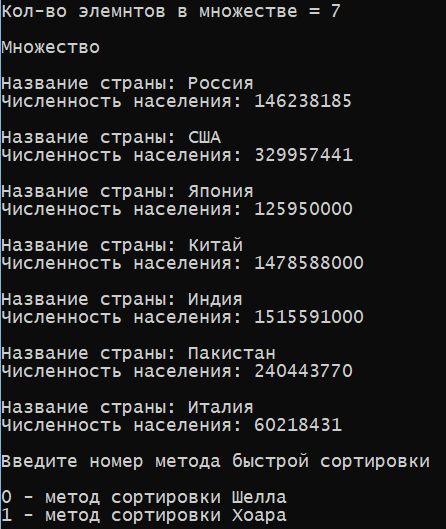 Кол-во элемнтов в множестве = 7
Множество
Название страны: Россия
Численность населения: 146238185
Название страны: США
Численность населения: 329957441
Название страны: Япония
Численность населения: 125950000
Название страны: Китай
Численность населения: 1478588000
Название страны: Индия
Численность населения: 1515591000
Название страны: Пакистан
Численность населения: 240443770
Название страны: Италия
Численность населения: 60218431
Введите номер метода быстрой сортировки
0 - метод сортировки Шелла
1 - метод сортировки Хоара